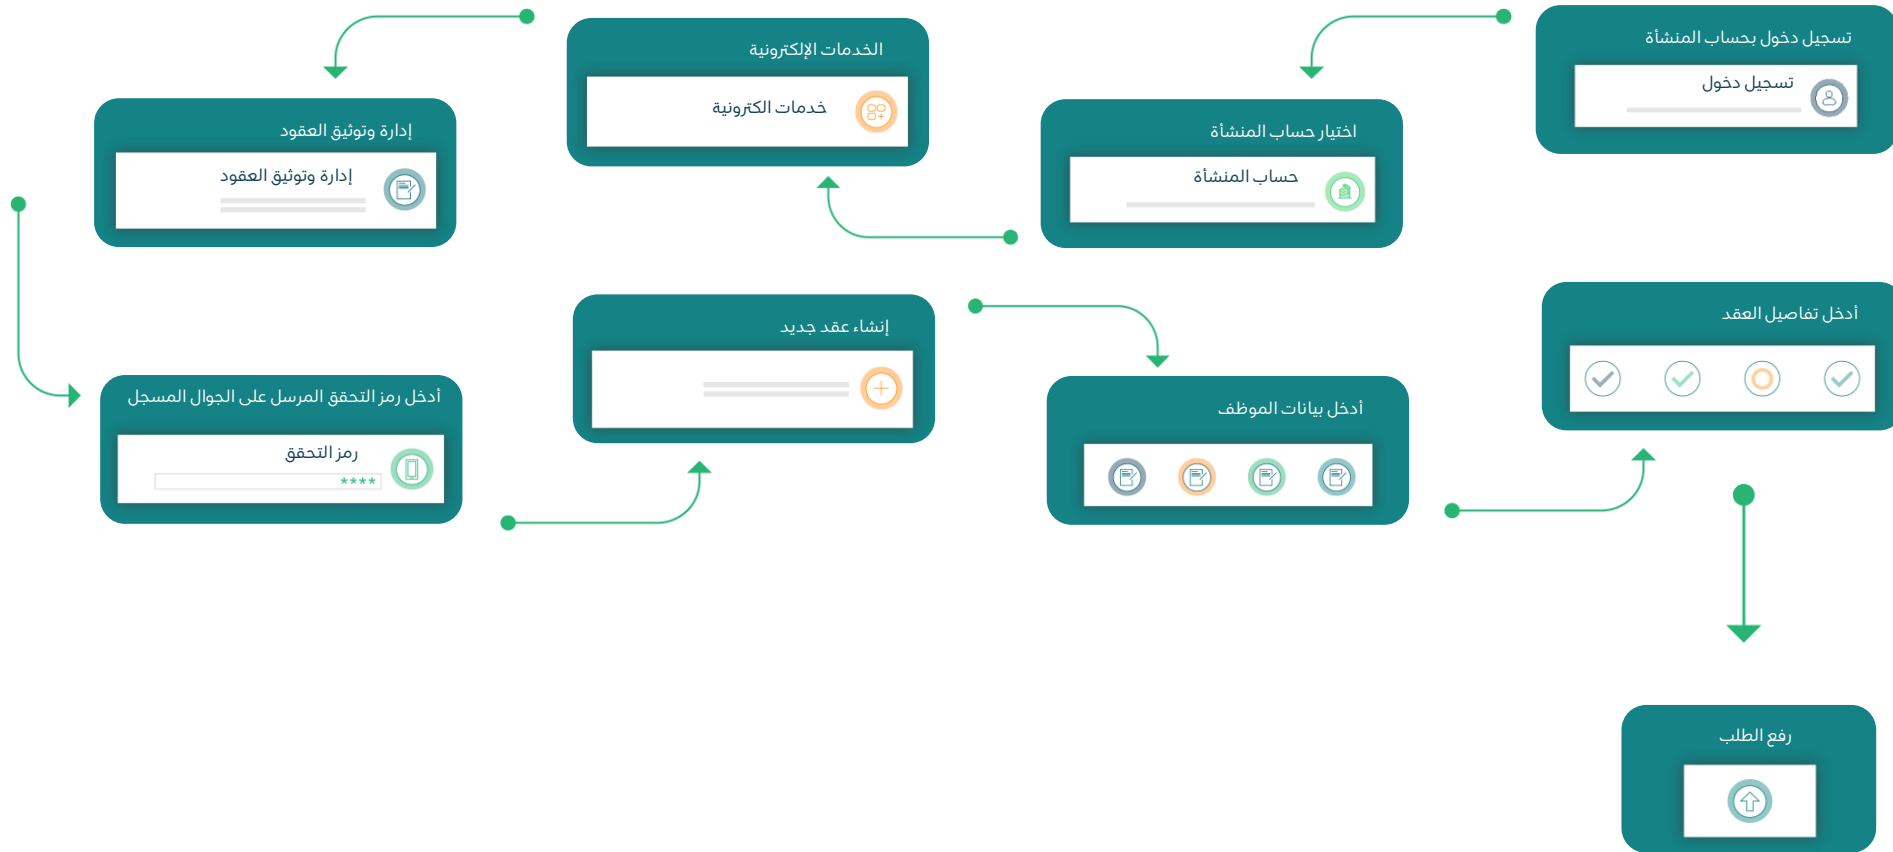 تسجيل دخول بحساب المنشأة
تسجيل دخول
اختيار حساب المنشأة
حساب المنشأة
الخدمات الإلكترونية
خدمات الكترونية
إدارة وتوثيق العقود
إدارة وتوثيق العقود
أدخل رمز التحقق المرسل على الجوال المسجل
رمز التحقق
****
إنشاء عقد جديد
أدخل بيانات الموظف
أدخل تفاصيل العقد
رفع الطلب